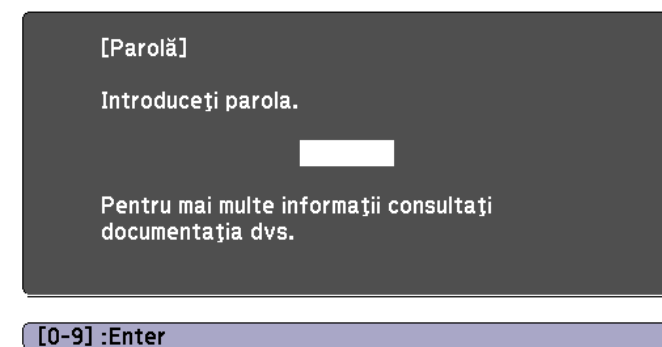 [Parolă]
Introduceţi parola.
Pentru mai multe informaţii consultaţi
documentaţia dvs.
[0-9] :Enter